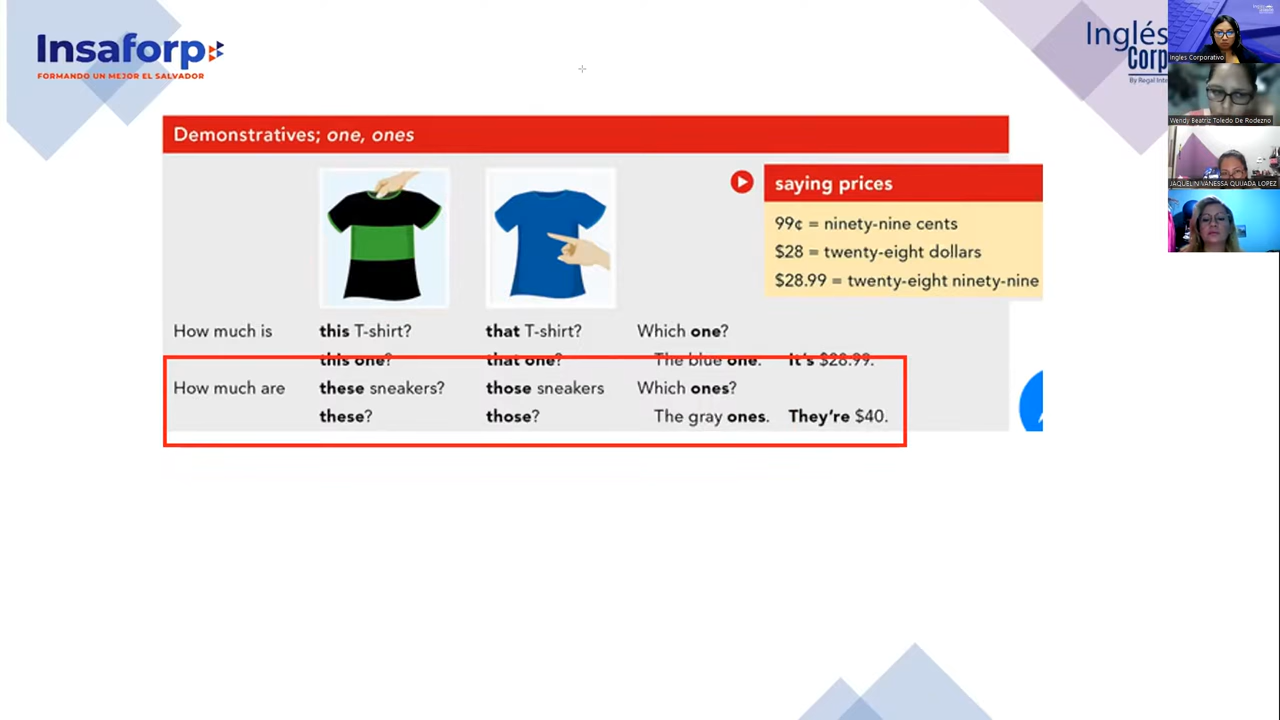 Insaforp
FORMANDO UN MEJOR EL SALVADOR
Inglés
Corp
By Regal Inte
Ingles Corporativo
Wendy Beatriz Toledo De Rodezno
JAQUELIN VANESSA QUIJADA LOPEZ
Demonstratives; one, ones
saying prices
99¢ = ninety-nine cents
$28 = twenty-eight dollars
$28.99 = twenty-eight ninety-nine
How much is this T-shirt? that T-shirt? Which one?
this one? that one? The blue one. It's $28.99.
How much are these sneakers? those sneakers Which ones?
these? those? The gray ones. They're $40.